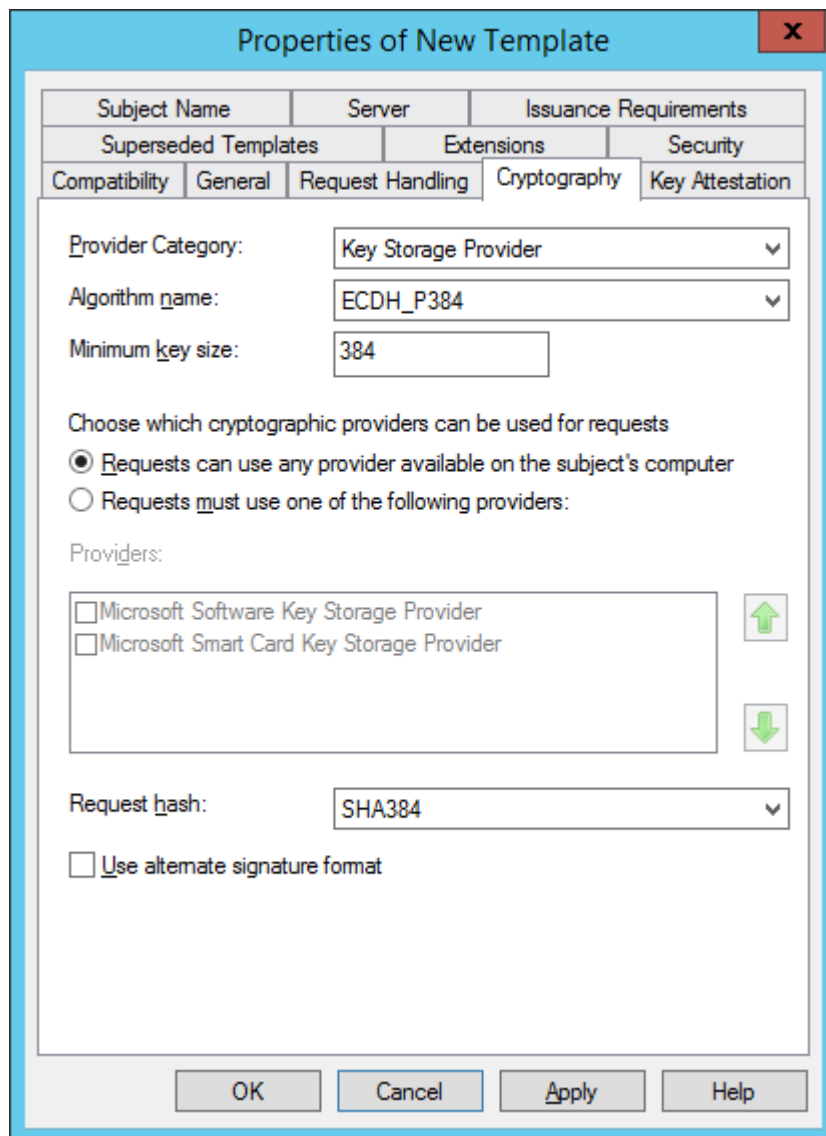 Properties of New Template
x
Subject Name Server Issuance Requirements
Superseded Templates Extensions Security
Compatibility General Request Handling Cryptography Key Attestation
Provider Category: Key Storage Provider
Algorithm name: ECDH_P384
Minimum key size: 384
Choose which cryptographic providers can be used for requests
Requests can use any provider available on the subject's computer
Requests must use one of the following providers:
Providers:
Microsoft Software Key Storage Provider
Microsoft Smart Card Key Storage Provider
Request hash: SHA384
Use alternate signature format
OK Cancel Apply Help